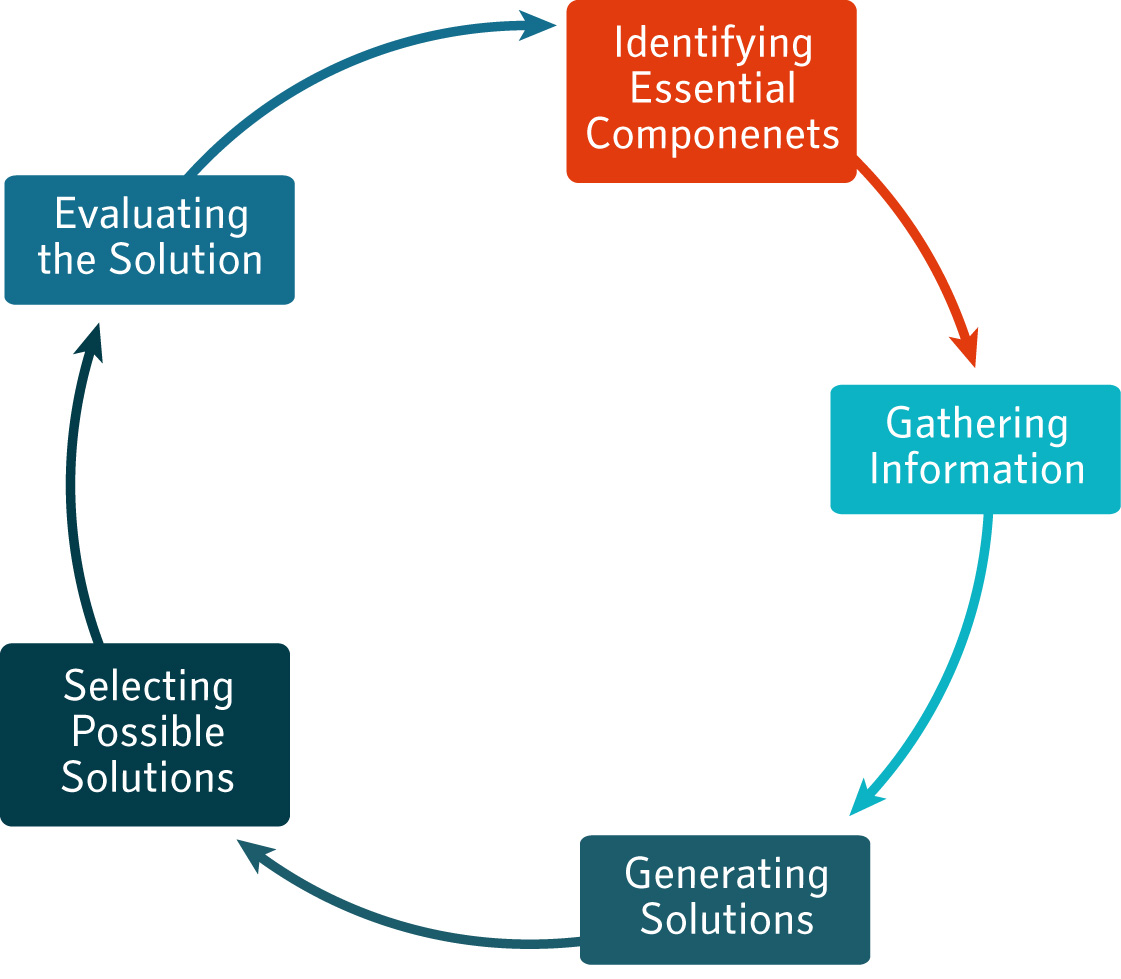 Identifying
Essential
Componenets
Gathering
Information
Generating
Solutions
Selecting
Possible
Solutions
Evaluating
the Solution